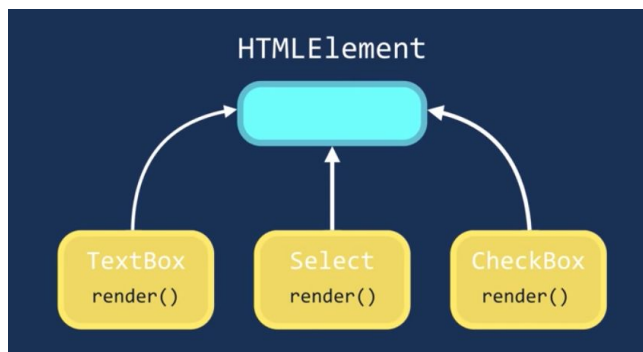 HTMLElement
TextBox
render()
Select
render()
CheckBox
render()